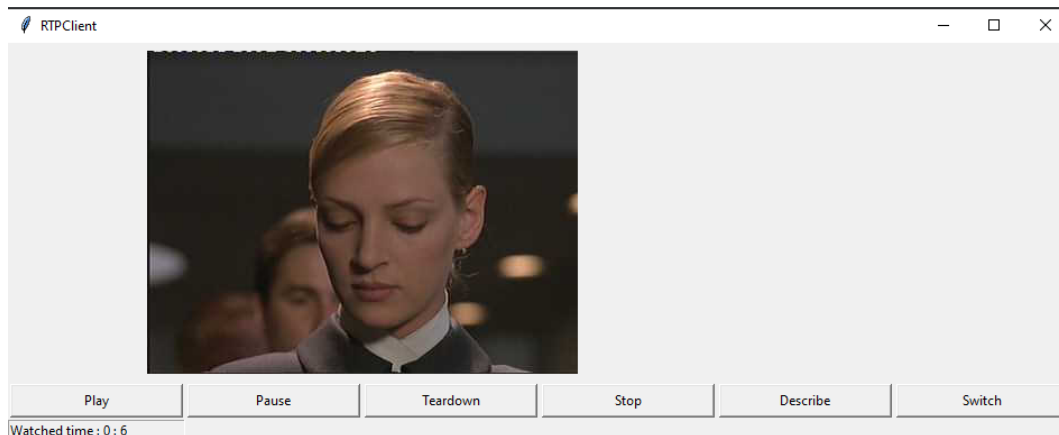 RTPClient
Play Pause Teardown Stop Describe Switch
Watched time : 0 : 6